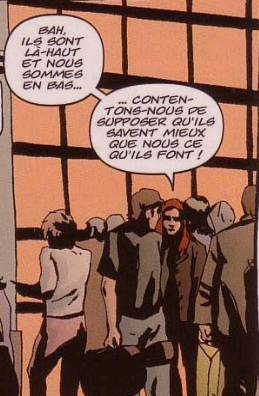 BAH,
ILS SONT
LÀ-HAUT
ET NOUS
SOMMES
EN BAS...
... CONTEN-
TONS-NOUS DE
SUPPOSER QU'ILS
SAVENT MIEUX
QUE NOUS CE
QU'ILS FONT !